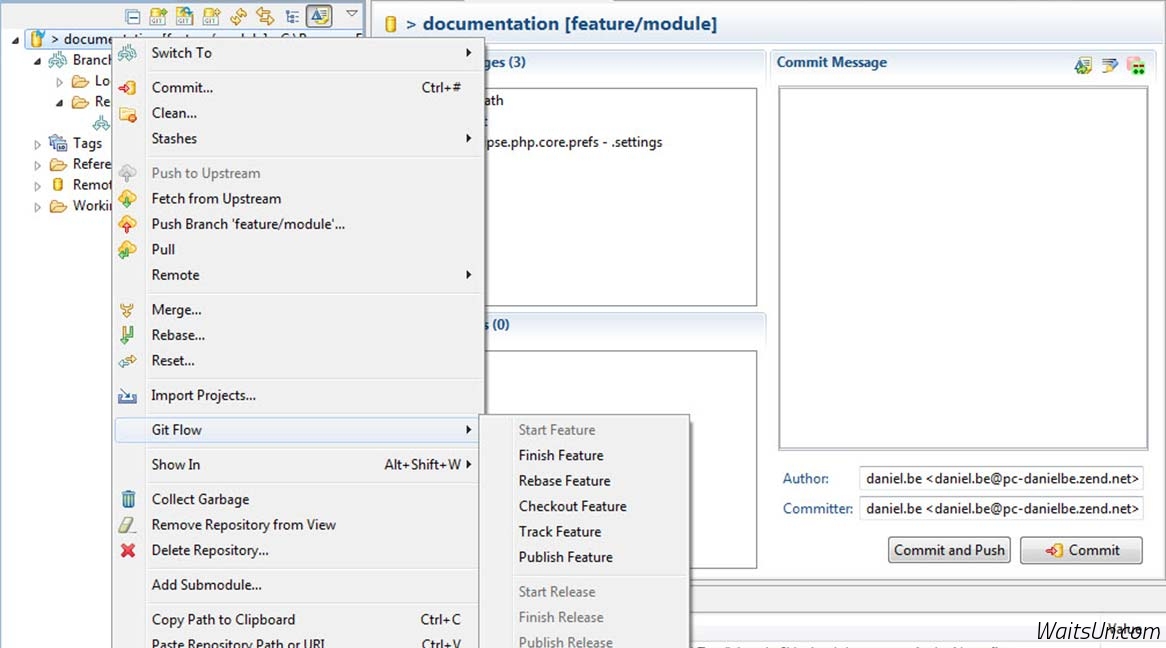 > documentation [feature/module]
Branch
Lo
Re
Tags
Refere
Remot
Workin
Switch To
Commit... Ctrl+#
Clean...
Stashes
Push to Upstream
Fetch from Upstream
Push Branch 'feature/module'...
Pull
Remote
Merge...
Rebase...
Reset...
Import Projects...
Git Flow
Show In Alt+Shift+W
Collect Garbage
Remove Repository from View
Delete Repository...
Add Submodule...
Copy Path to Clipboard Ctrl+C
Paste Repository Path or URI Ctrl+V
Start Feature
Finish Feature
Rebase Feature
Checkout Feature
Track Feature
Publish Feature
Start Release
Finish Release
Publish Release
ges (3)
ath
pse.php.core.prefs - .settings
s (0)
Commit Message
Author: daniel.be <daniel.be@pc-danielbe.zend.net>
Committer: daniel.be <daniel.be@pc-danielbe.zend.net>
Commit and Push
Commit
Value
WaitsUn.com